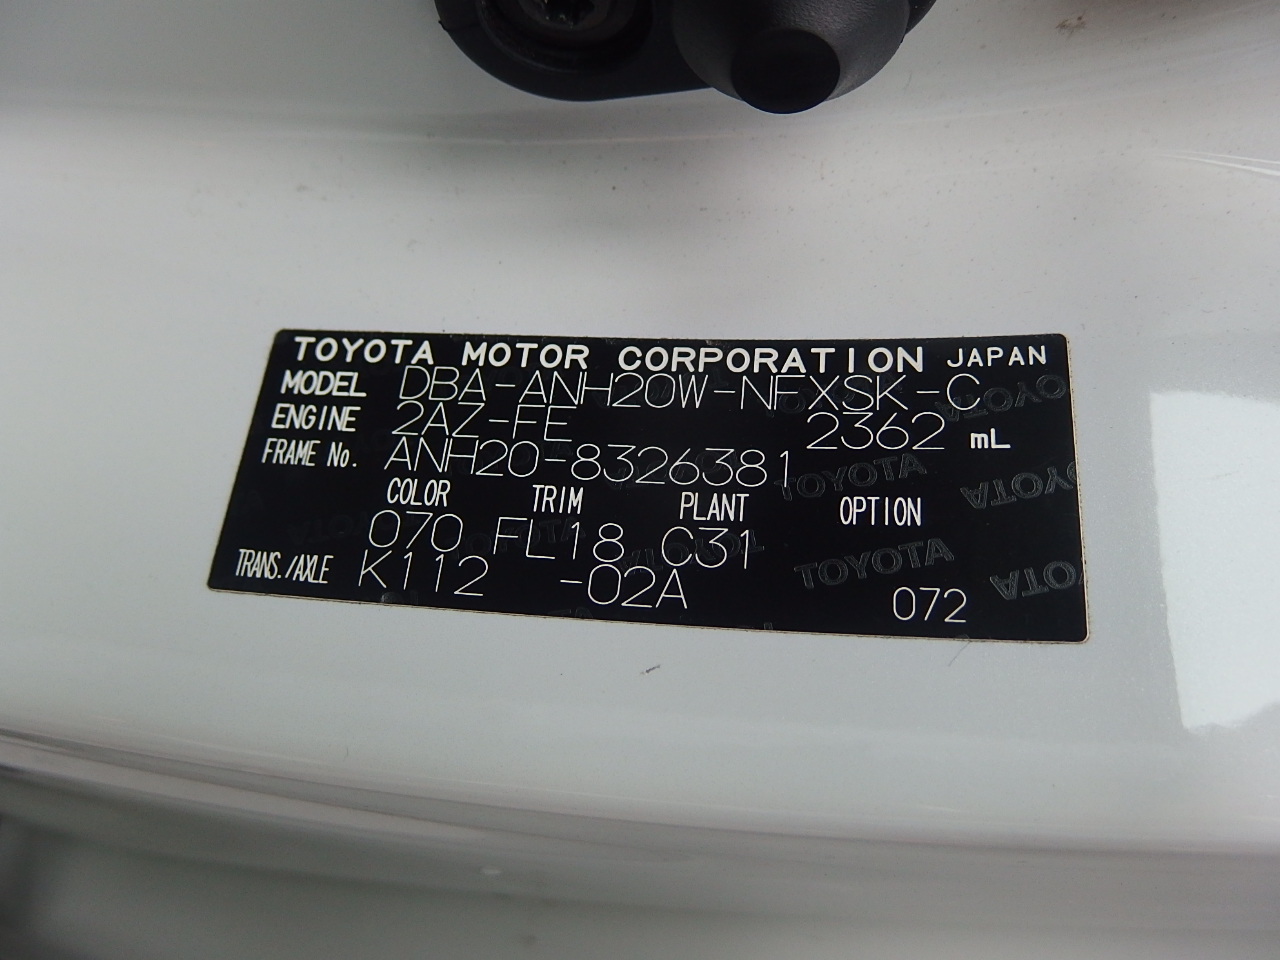 TOYOTA MOTOR CORPORATION JAPAN
MODEL DBA-ANH20W-NFXSK-C
ENGINE 2AZ-FE 2362 mL
FRAME No. ANH20-8326381
COLOR TRIM PLANT OPTION
070 FL18 C31
TRANS./AXLE K112 -02A 072